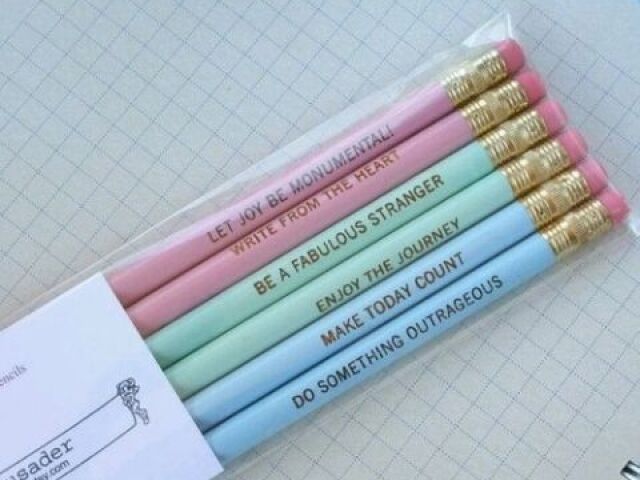 LET JOY BE MONUMENTAL!
WRITE FROM THE HEART
BE A FABULOUS STRANGER
ENJOY THE JOURNEY
MAKE TODAY COUNT
DO SOMETHING OUTRAGEOUS